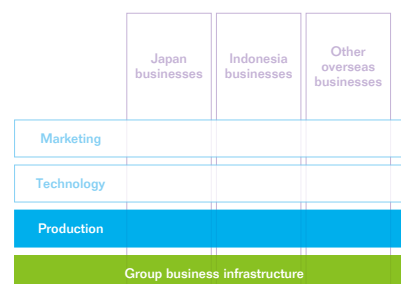 Japan
businesses
Indonesia
businesses
Other
overseas
businesses
Marketing
Technology
Production
Group business infrastructure